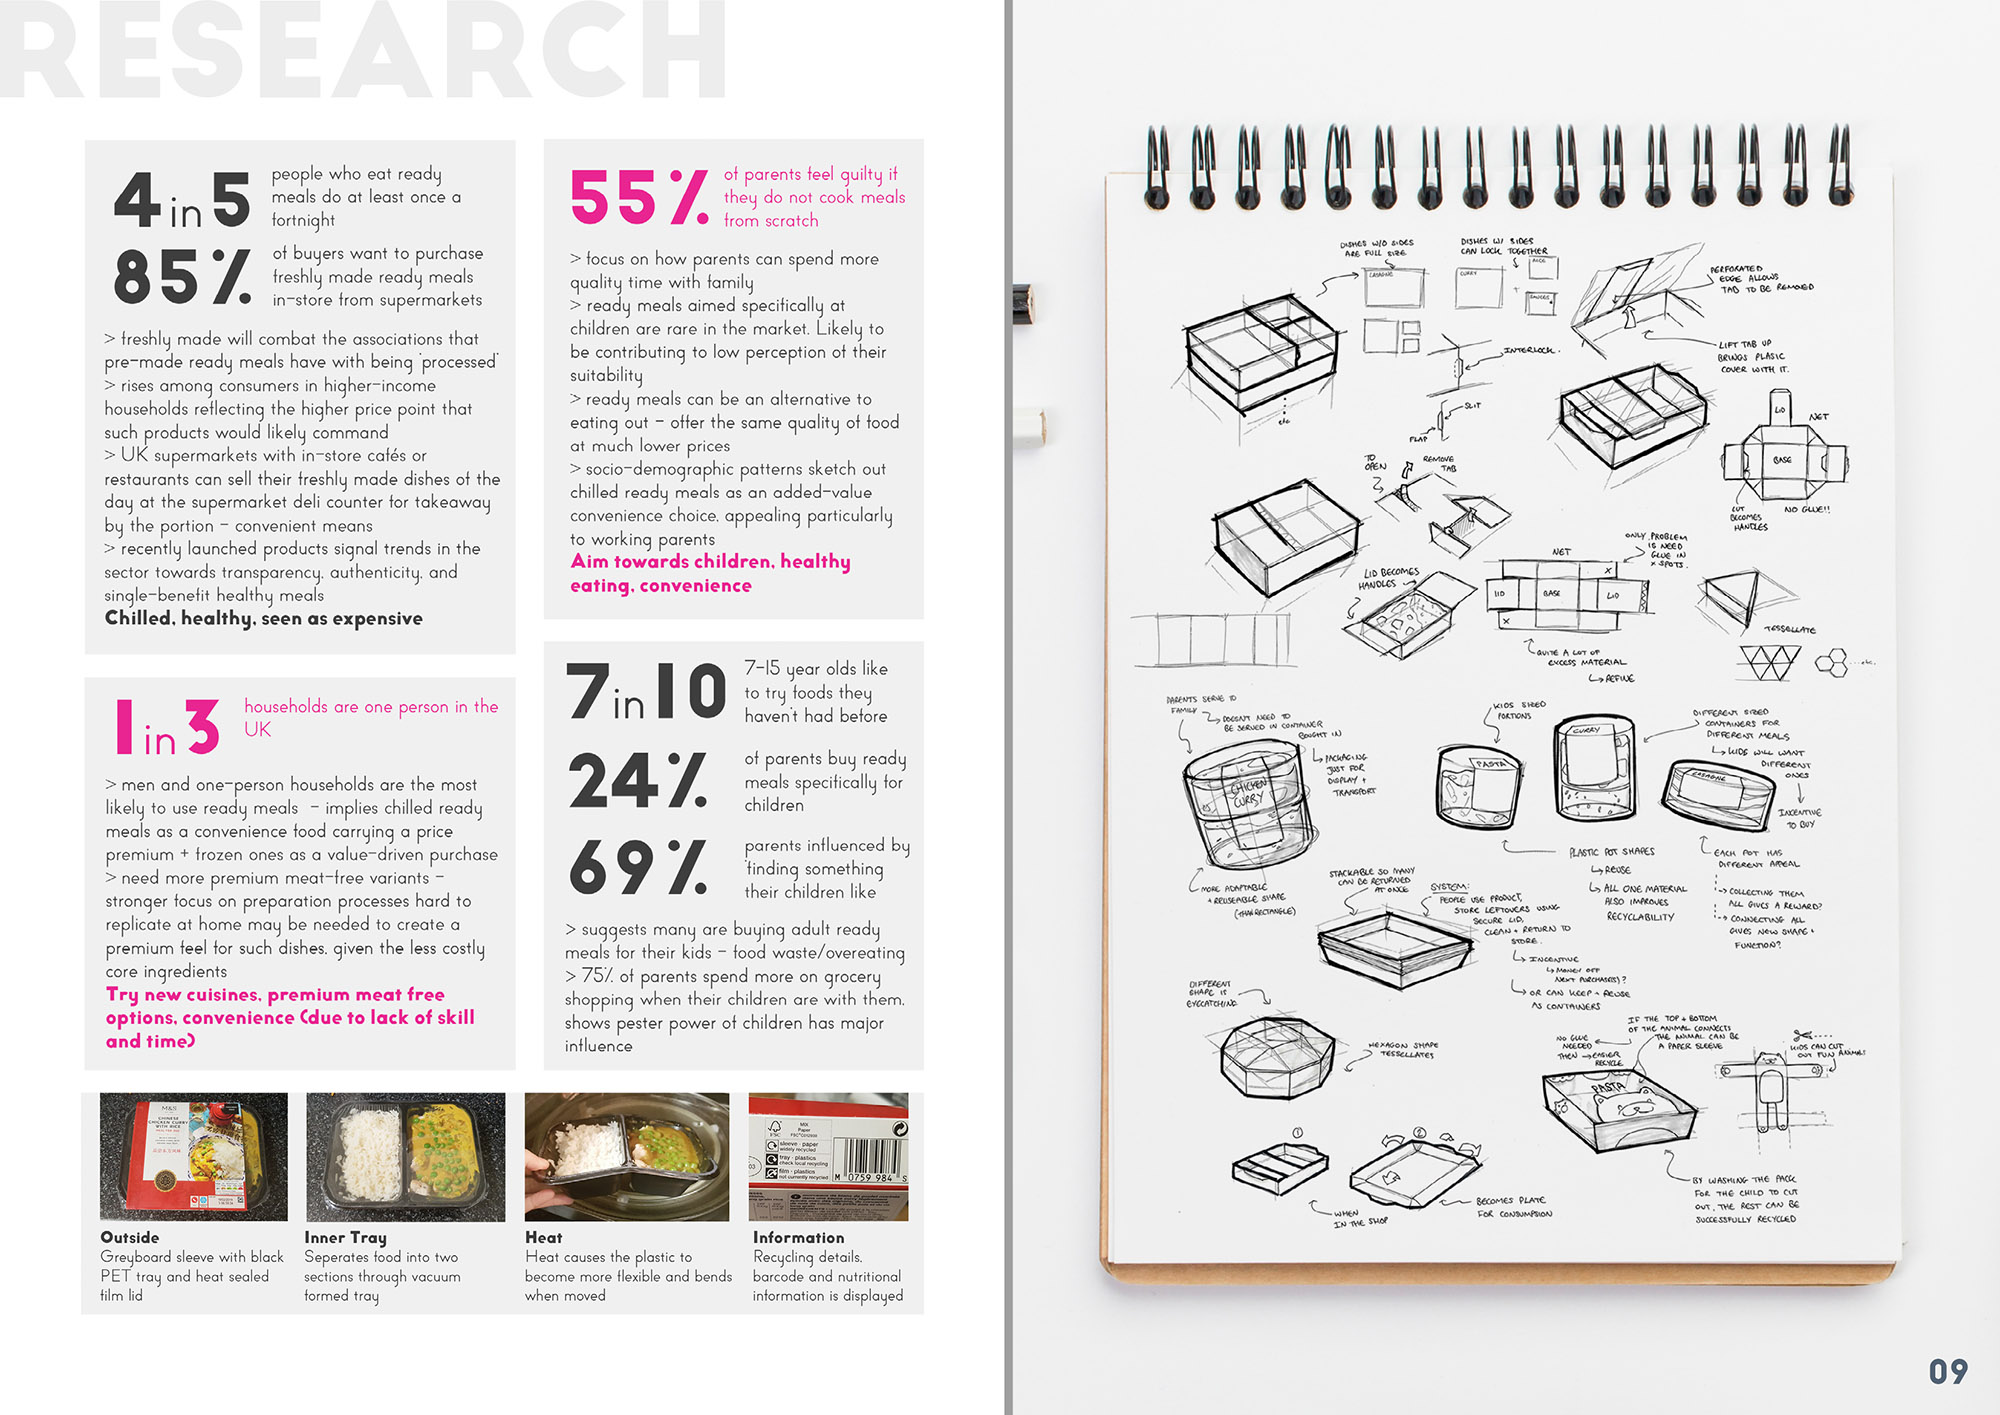 RESEARCH
4 in 5
people who eat ready
meals do at least once a
fortnight
85%
of buyers want to purchase
freshly made ready meals
in-store from supermarkets
> freshly made will combat the associations that
pre-made ready meals have with being 'processed'
> rises among consumers in higher-income
households reflecting the higher price point that
such products would likely command
> UK supermarkets with in-store cafés or
restaurants can sell their freshly made dishes of the
day at the supermarket deli counter for takeaway
by the portion - convenient means
> recently launched products signal trends in the
sector towards transparency, authenticity, and
single-benefit healthy meals
Chilled, healthy, seen as expensive
1 in 3
households are one person in the
UK
> men and one-person households are the most
likely to use ready meals - implies chilled ready
meals as a convenience food carrying a price
premium + frozen ones as a value-driven purchase
> need more premium meat-free variants -
stronger focus on preparation processes hard to
replicate at home may be needed to create a
premium feel for such dishes, given the less costly
core ingredients
Try new cuisines, premium meat free
options, convenience (due to lack of skill
and time)
55%
of parents feel guilty if
they do not cook meals
from scratch
> focus on how parents can spend more
quality time with family
> ready meals aimed specifically at
children are rare in the market. Likely to
be contributing to low perception of their
suitability
> ready meals can be an alternative to
eating out - offer the same quality of food
at much lower prices
> socio-demographic patterns sketch out
chilled ready meals as an added-value
convenience choice, appealing particularly
to working parents
Aim towards children, healthy
eating, convenience
7 in 10
7-15 year olds like
to try foods they
haven't had before
24%
of parents buy ready
meals specifically for
children
69%
parents influenced by
'finding something
their children like
> suggests many are buying adult ready
meals for their kids - food waste/overeating
> 75% of parents spend more on grocery
shopping when their children are with them,
shows pester power of children has major
influence
M&S
CHINESE
CHICKEN CURRY
WITH RICE
FSC
MIX
Paper
sleeve - paper
widely recycled
tray - plastics
check local recycling
film - plastics
not currently recycled
M 0759 984 S
Outside
Greyboard sleeve with black
PET tray and heat sealed
film lid
Inner Tray
Seperates food into two
sections through vacuum
formed tray
Heat
Heat causes the plastic to
become more flexible and bends
when moved
Information
Recycling details,
barcode and nutritional
information is displayed
DISHES W/O SIDES
ARE FULL SIZE
LASAGNE
DISHES W/ SIDES
CAN LOCK TOGETHER
CURRY
RICE
etc
INTERLOCK.
SLIT
FLAP
PERFORATED
EDGE ALLOWS
TAB TO BE REMOVED
LIFT TAB UP
BRINGS PLASIC
COVER WITH IT.
LID
NET
BASE
CUT
BECOMES
HANDLES
NO GLUE!!
TO
OPEN
REMOVE
TAB
LID BECOMES
HANDLES
NET
LID
BASE
LID
X
X
ONLY PROBLEM
IS NEED
GLUE IN
X SPOTS.
QUITE A LOT OF
EXCESS MATERIAL
REFINE
TESSELLATE
etc.
PARENTS SERVE TO
FAMILY
DOESN'T NEED TO
BE SERVED IN CONTAINER
BOUGHT IN
PACKAGING
JUST FOR
DISPLAY +
TRANSPORT
CHICKEN
CURRY
MORE ADAPTABLE
+ REUSEABLE SHAPE
(THAN RECTANGLE)
KIDS SIZED
PORTIONS
PASTA
CURRY
LASAGNE
DIFFERENT SIZED
CONTAINERS FOR
DIFFERENT MEALS
KIDS WILL WANT
DIFFERENT
ONES
INCENTIVE
TO BUY
PLASTIC POT SHAPES
REUSE
ALL ONE MATERIAL
ALSO IMPROVES
RECYCLABILITY
EACH POT HAS
DIFFERENT APPEAL
COLLECTING THEM
ALL GIVES A REWARD?
CONNECTING ALL
GIVES NEW SHAPE +
FUNCTION?
STACKABLE SO MANY
CAN BE RETURNED
AT ONCE
SYSTEM:
PEOPLE USE PRODUCT,
STORE LEFTOVERS USING
SECURE LID,
CLEAN + RETURN TO
STORE.
INCENTIVE
MONEY OFF
NEXT PURCHASE(S)?
OR CAN KEEP + REUSE
AS CONTAINERS
DIFFERENT
SHAPE IS
EYECATCHING
HEXAGON SHAPE
TESSELLATES
IF THE TOP + BOTTOM
OF THE ANIMAL CONNECTS
THE ANIMAL CAN BE
A PAPER SLEEVE
NO GLUE
NEEDED
THEN → EASIER
RECYCLE
PASTA
KIDS CAN CUT
OUT FUN ANIMAL
BY WASHING THE PACK
FOR THE CHILD TO CUT
OUT, THE REST CAN BE
SUCCESSFULLY RECYCLED
1
WHEN
IN THE SHOP
2
BECOMES PLATE
FOR CONSUMPSION
09